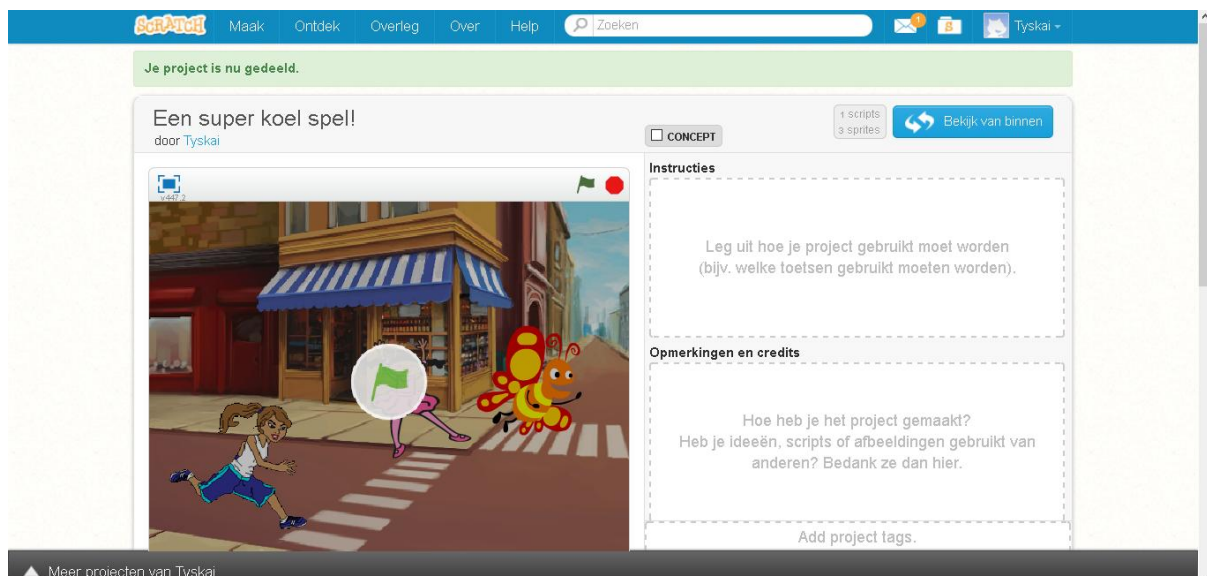 SCRATCH Maak Ontdek Overleg Over Help Zoeken 1 S Tyskai
Je project is nu gedeeld.
Een super koel spel!
door Tyskai
CONCEPT
1 scripts
3 sprites
Bekijk van binnen
v447.2
Instructies
Leg uit hoe je project gebruikt moet worden
(bijv. welke toetsen gebruikt moeten worden).
Opmerkingen en credits
Hoe heb je het project gemaakt?
Heb je ideeën, scripts of afbeeldingen gebruikt van
anderen? Bedank ze dan hier.
Add project tags.
Meer projecten van Tyskai